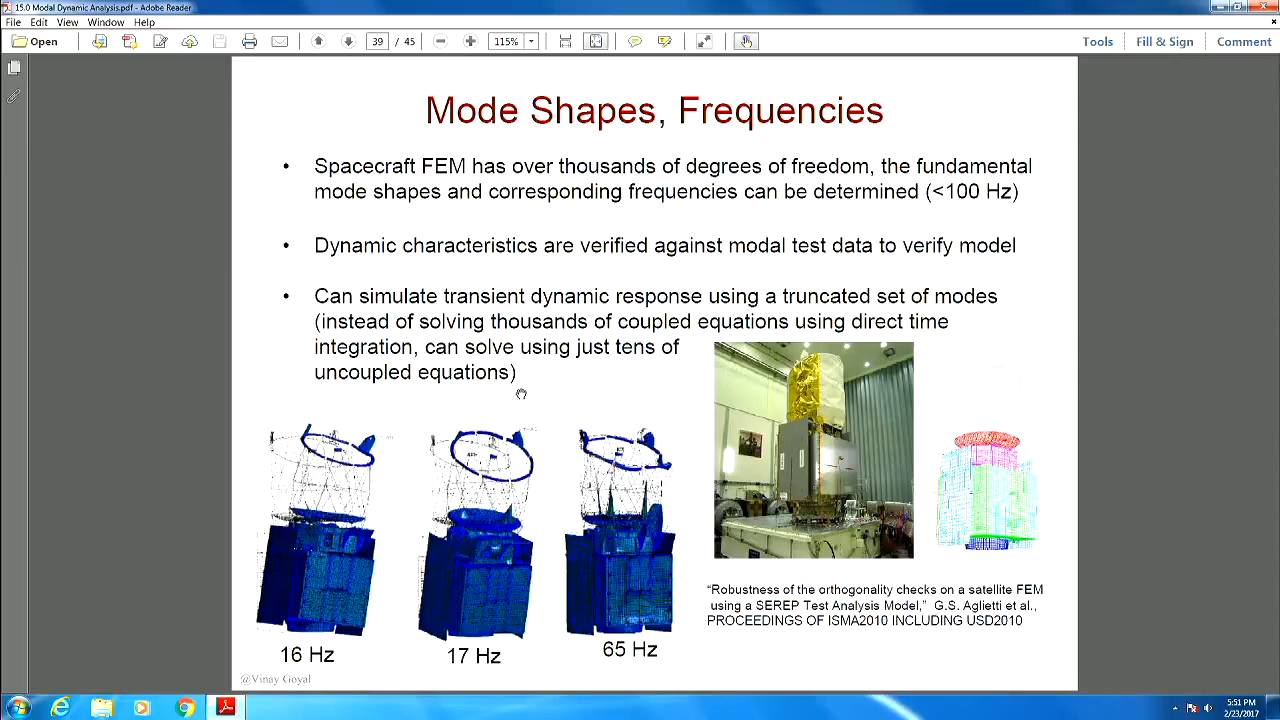 15.0 Modal Dynamic Analysis.pdf - Adobe Reader
File Edit View Window Help
Open 39 / 45 115% Tools Fill & Sign Comment
Mode Shapes, Frequencies
• Spacecraft FEM has over thousands of degrees of freedom, the fundamental
mode shapes and corresponding frequencies can be determined (<100 Hz)
• Dynamic characteristics are verified against modal test data to verify model
• Can simulate transient dynamic response using a truncated set of modes
(instead of solving thousands of coupled equations using direct time
integration, can solve using just tens of
uncoupled equations)
16 Hz
17 Hz
65 Hz
“Robustness of the orthogonality checks on a satellite FEM
using a SEREP Test Analysis Model,” G.S. Aglietti et al.,
PROCEEDINGS OF ISMA2010 INCLUDING USD2010
@Vinay Goyal
5:51 PM
2/23/2017